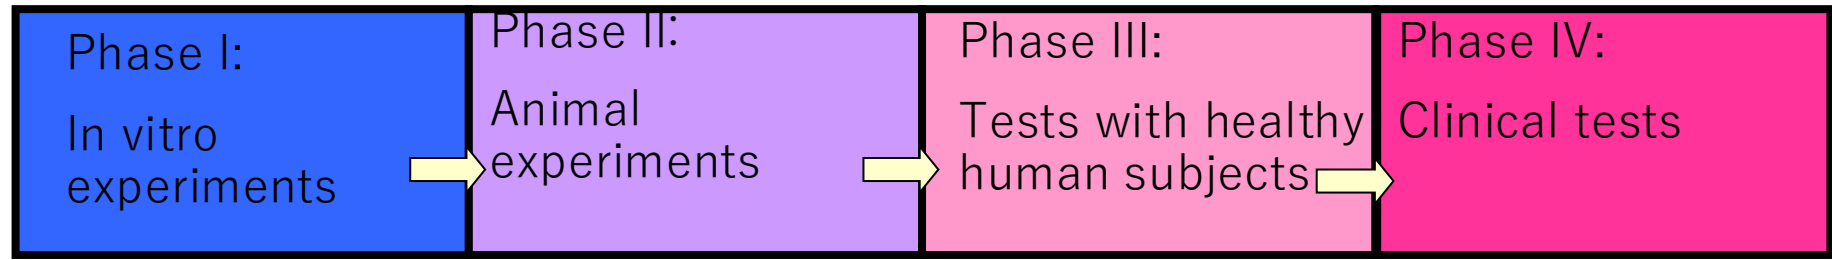 Phase I:
In vitro
experiments
Phase II:
Animal
experiments
Phase III:
Tests with healthy
human subjects
Phase IV:
Clinical tests